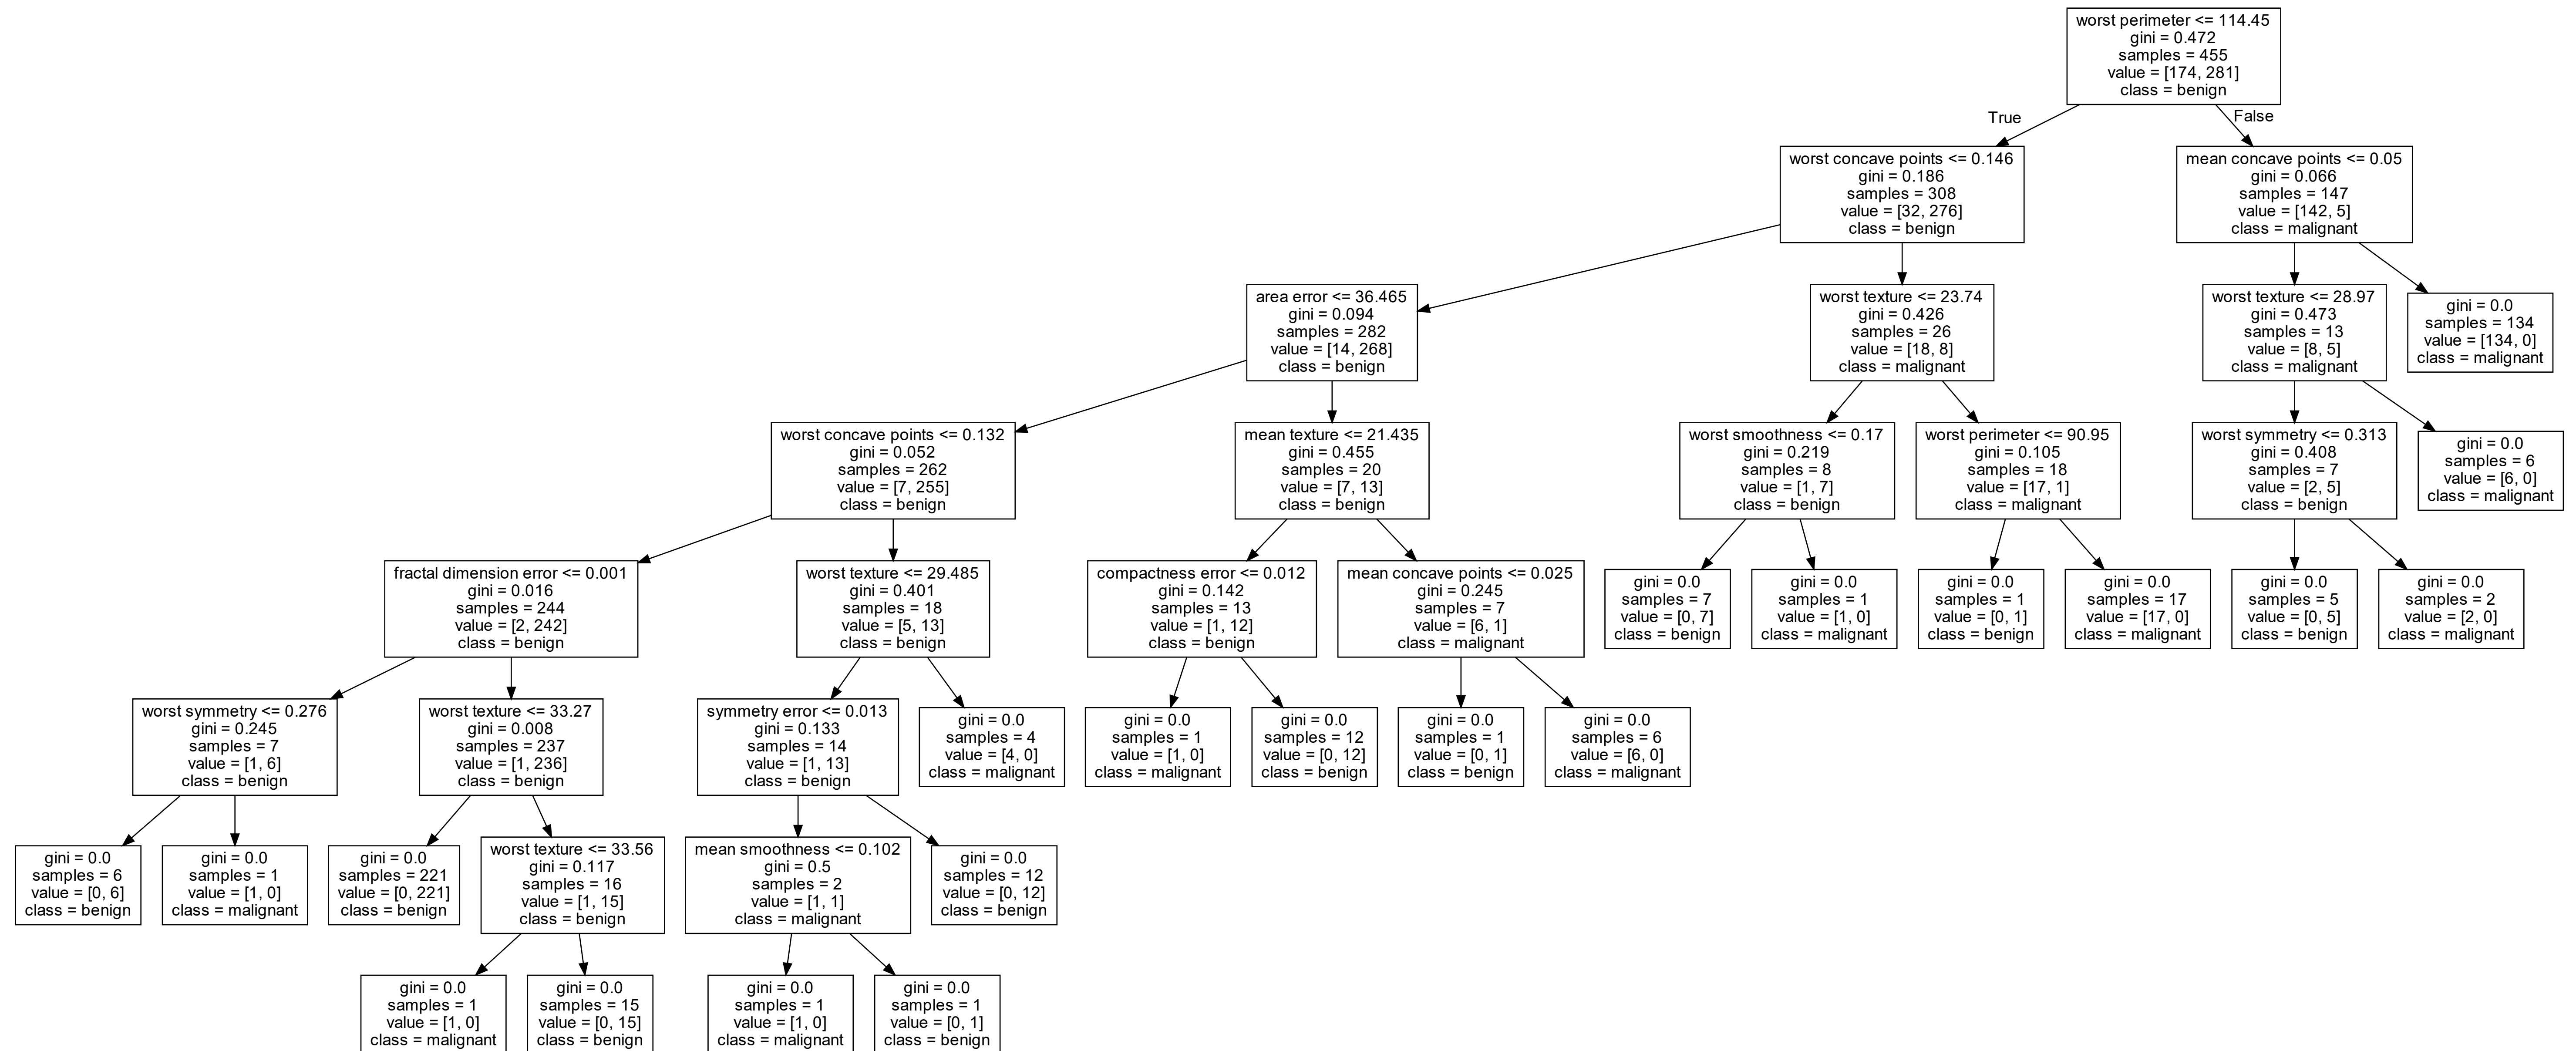 worst perimeter <= 114.45
gini = 0.472
samples = 455
value = [174, 281]
class = benign
True
False
worst concave points <= 0.146
gini = 0.186
samples = 308
value = [32, 276]
class = benign
mean concave points <= 0.05
gini = 0.066
samples = 147
value = [142, 5]
class = malignant
area error <= 36.465
gini = 0.094
samples = 282
value = [14, 268]
class = benign
worst texture <= 23.74
gini = 0.426
samples = 26
value = [18, 8]
class = malignant
worst texture <= 28.97
gini = 0.473
samples = 13
value = [8, 5]
class = malignant
gini = 0.0
samples = 134
value = [134, 0]
class = malignant
worst concave points <= 0.132
gini = 0.052
samples = 262
value = [7, 255]
class = benign
mean texture <= 21.435
gini = 0.455
samples = 20
value = [7, 13]
class = benign
worst smoothness <= 0.17
gini = 0.219
samples = 8
value = [1, 7]
class = benign
worst perimeter <= 90.95
gini = 0.105
samples = 18
value = [17, 1]
class = malignant
worst symmetry <= 0.313
gini = 0.408
samples = 7
value = [2, 5]
class = benign
gini = 0.0
samples = 6
value = [6, 0]
class = malignant
fractal dimension error <= 0.001
gini = 0.016
samples = 244
value = [2, 242]
class = benign
worst texture <= 29.485
gini = 0.401
samples = 18
value = [5, 13]
class = benign
compactness error <= 0.012
gini = 0.142
samples = 13
value = [1, 12]
class = benign
mean concave points <= 0.025
gini = 0.245
samples = 7
value = [6, 1]
class = malignant
gini = 0.0
samples = 7
value = [0, 7]
class = benign
gini = 0.0
samples = 1
value = [1, 0]
class = malignant
gini = 0.0
samples = 1
value = [0, 1]
class = benign
gini = 0.0
samples = 17
value = [17, 0]
class = malignant
gini = 0.0
samples = 5
value = [0, 5]
class = benign
gini = 0.0
samples = 2
value = [2, 0]
class = malignant
worst symmetry <= 0.276
gini = 0.245
samples = 7
value = [1, 6]
class = benign
worst texture <= 33.27
gini = 0.008
samples = 237
value = [1, 236]
class = benign
symmetry error <= 0.013
gini = 0.133
samples = 14
value = [1, 13]
class = benign
gini = 0.0
samples = 4
value = [4, 0]
class = malignant
gini = 0.0
samples = 1
value = [1, 0]
class = malignant
gini = 0.0
samples = 12
value = [0, 12]
class = benign
gini = 0.0
samples = 1
value = [0, 1]
class = benign
gini = 0.0
samples = 6
value = [6, 0]
class = malignant
gini = 0.0
samples = 6
value = [0, 6]
class = benign
gini = 0.0
samples = 1
value = [1, 0]
class = malignant
gini = 0.0
samples = 221
value = [0, 221]
class = benign
worst texture <= 33.56
gini = 0.117
samples = 16
value = [1, 15]
class = benign
mean smoothness <= 0.102
gini = 0.5
samples = 2
value = [1, 1]
class = malignant
gini = 0.0
samples = 12
value = [0, 12]
class = benign
gini = 0.0
samples = 1
value = [1, 0]
class = malignant
gini = 0.0
samples = 15
value = [0, 15]
class = benign
gini = 0.0
samples = 1
value = [1, 0]
class = malignant
gini = 0.0
samples = 1
value = [0, 1]
class = benign